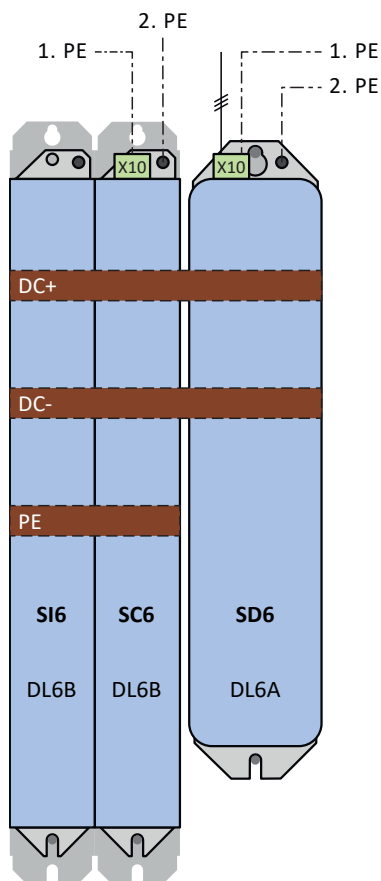 2. PE
1. PE
1. PE
2. PE
X10
X10
DC+
DC-
PE
SI6
SC6
SD6
DL6B
DL6B
DL6A